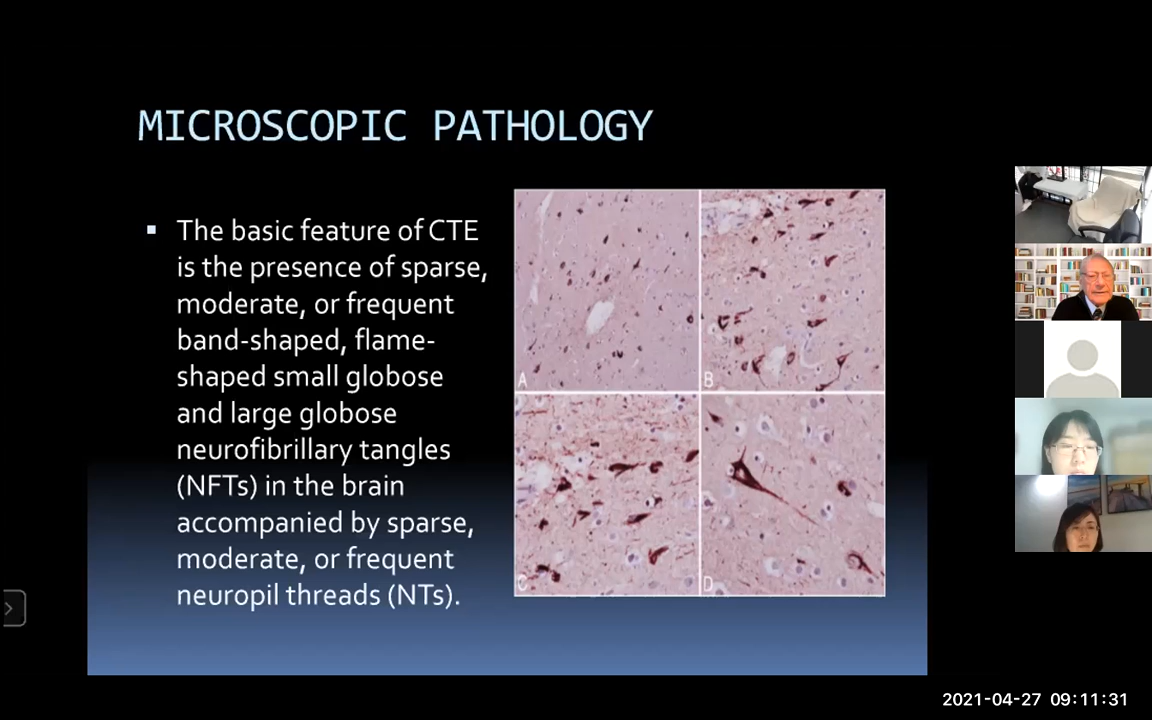 MICROSCOPIC PATHOLOGY
The basic feature of CTE
is the presence of sparse,
moderate, or frequent
band-shaped, flame-
shaped small globose
and large globose
neurofibrillary tangles
(NFTs) in the brain
accompanied by sparse,
moderate, or frequent
neuropil threads (NTs).
A
B
C
D
2021-04-27 09:11:31